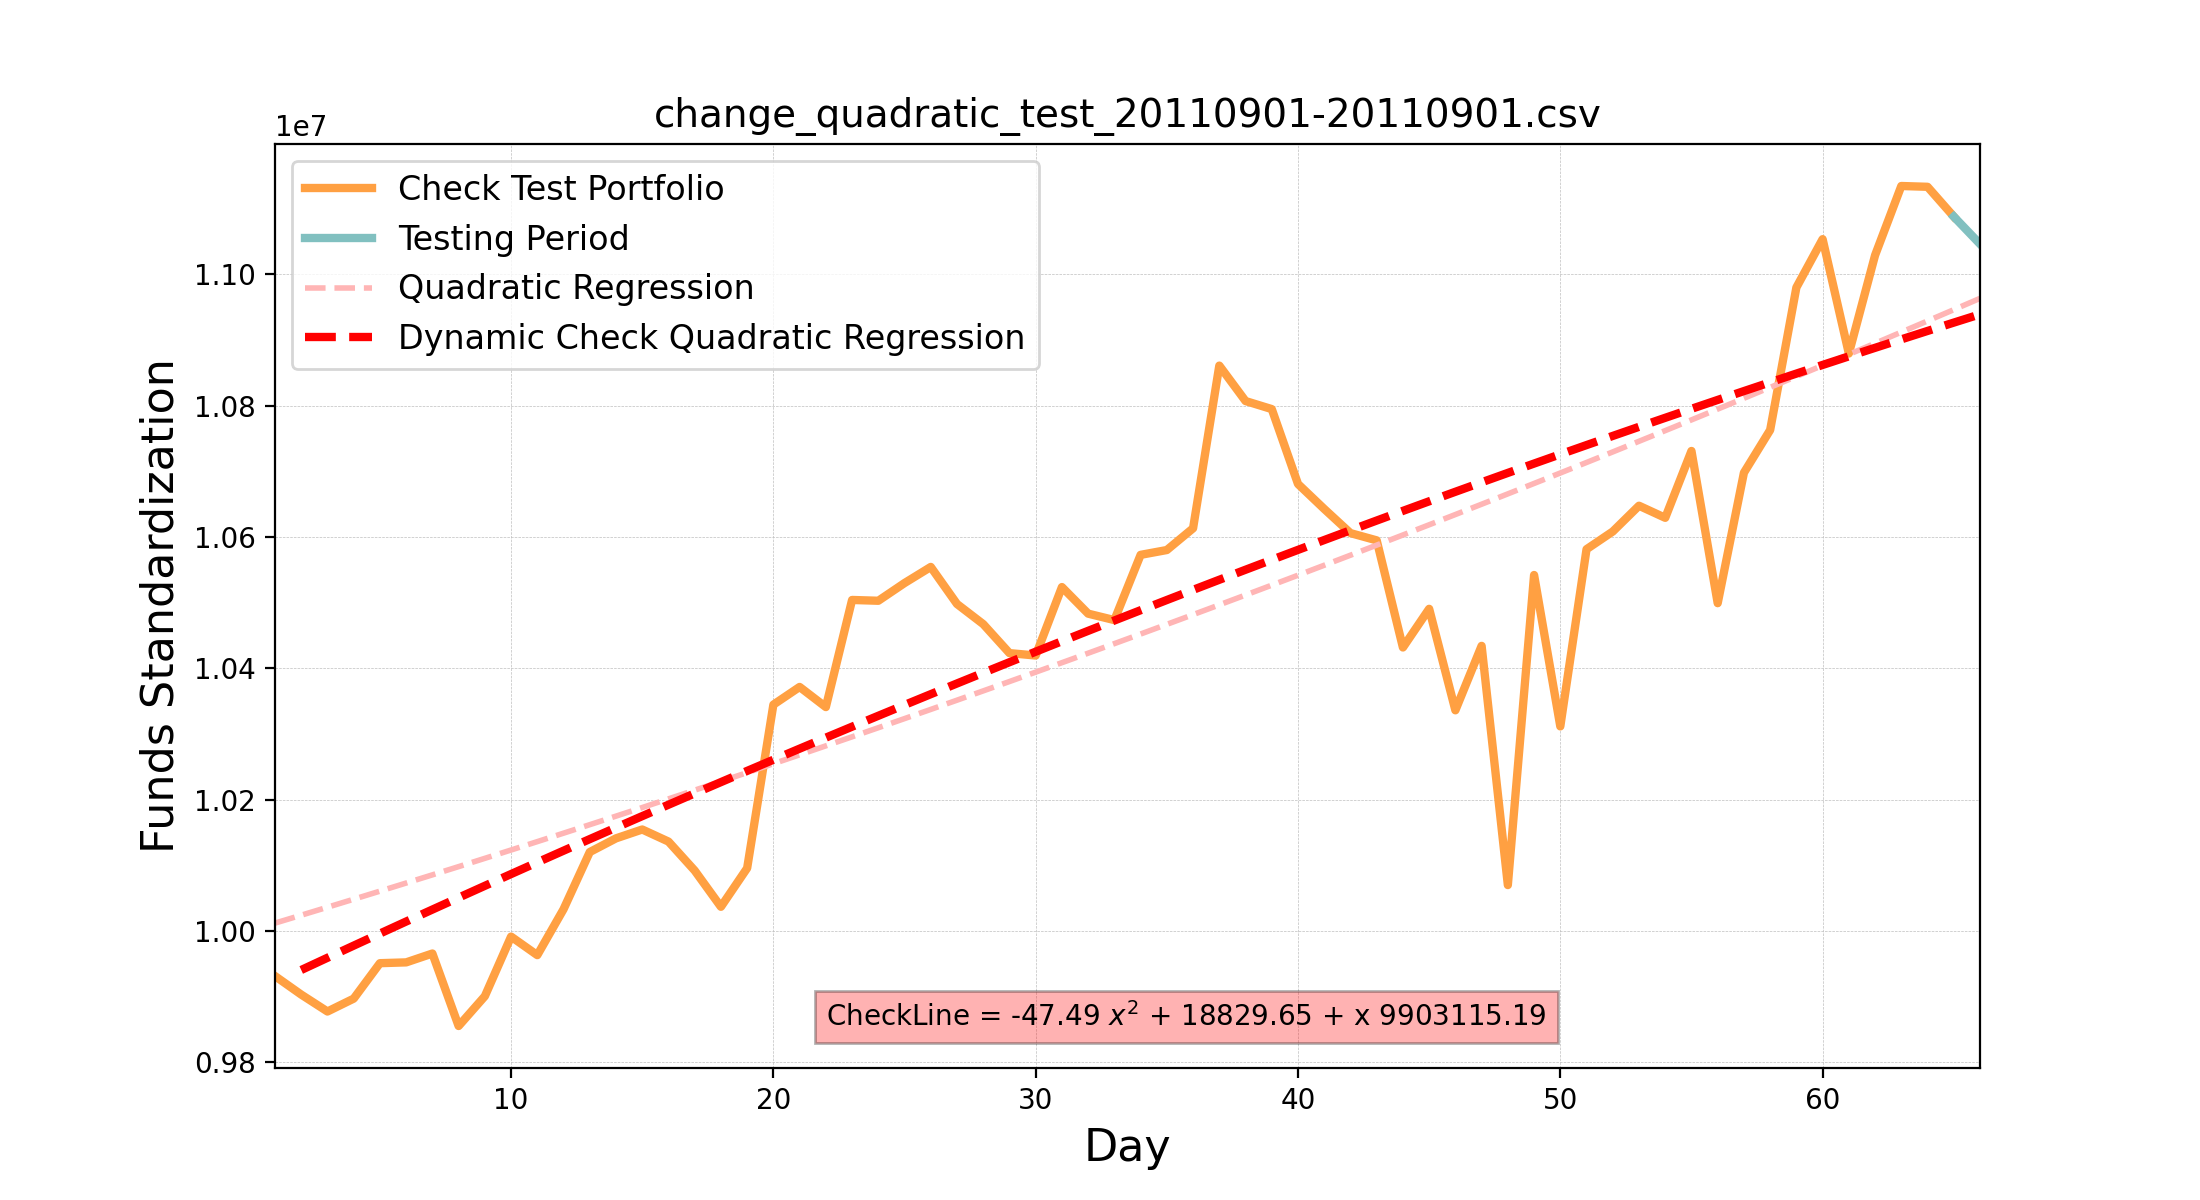 change_quadratic_test_20110901-20110901.csv
1e7
Check Test Portfolio
Testing Period
Quadratic Regression
Dynamic Check Quadratic Regression
1.10
1.08
1.06
1.04
1.02
1.00
0.98
Funds Standardization
CheckLine = -47.49 x² + 18829.65 + x 9903115.19
10 20 30 40 50 60
Day